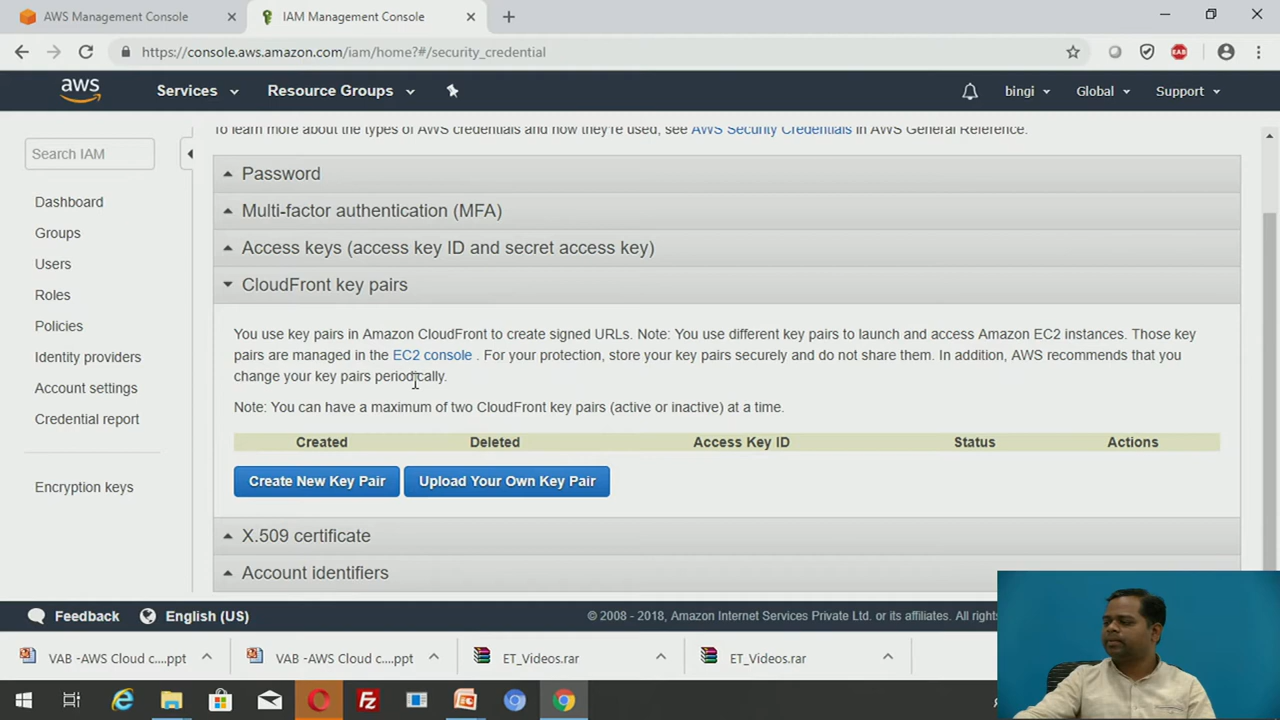 AWS Management Console
IAM Management Console
https://console.aws.amazon.com/iam/home?#/security_credential
EAB
aws
Services
Resource Groups
bingi
Global
Support
Search IAM
Dashboard
Groups
Users
Roles
Policies
Identity providers
Account settings
Credential report
Encryption keys
To learn more about the types of AWS credentials and how they're used, see AWS Security Credentials in AWS General Reference.
Password
Multi-factor authentication (MFA)
Access keys (access key ID and secret access key)
CloudFront key pairs
You use key pairs in Amazon CloudFront to create signed URLs. Note: You use different key pairs to launch and access Amazon EC2 instances. Those key
pairs are managed in the EC2 console . For your protection, store your key pairs securely and do not share them. In addition, AWS recommends that you
change your key pairs periodically.
Note: You can have a maximum of two CloudFront key pairs (active or inactive) at a time.
Created Deleted Access Key ID Status Actions
Create New Key Pair Upload Your Own Key Pair
X.509 certificate
Account identifiers
Feedback
English (US)
© 2008 - 2018, Amazon Internet Services Private Ltd. or its affiliates. All rights
VAB -AWS Cloud c....ppt
VAB -AWS Cloud c....ppt
ET_Videos.rar
ET_Videos.rar